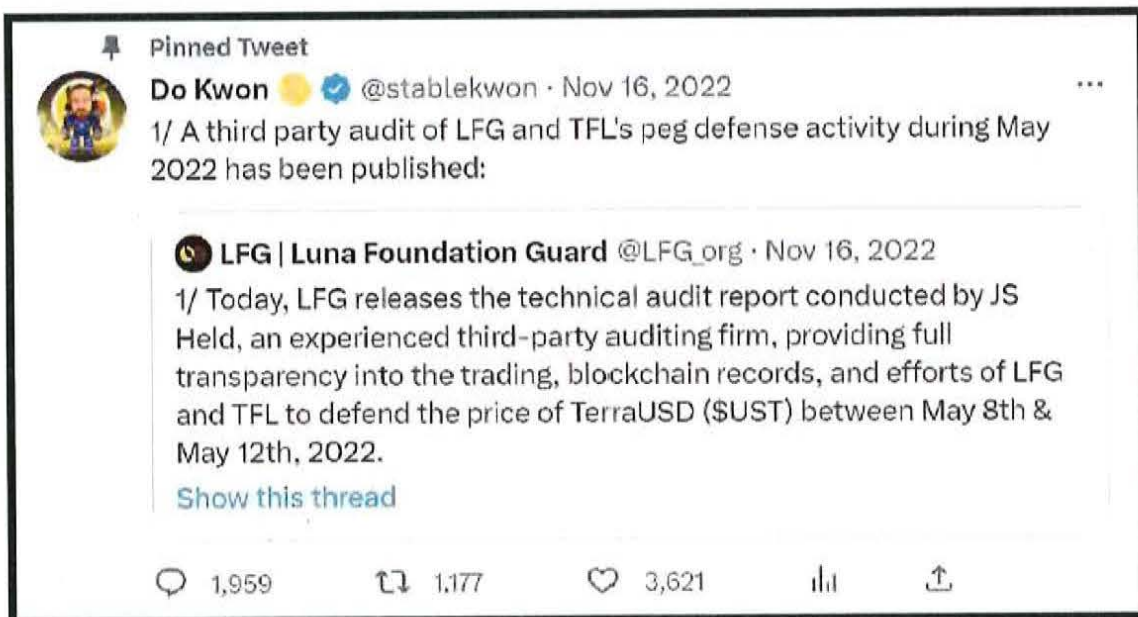 Pinned Tweet
Do Kwon @stablekwon · Nov 16, 2022
1/ A third party audit of LFG and TFL's peg defense activity during May
2022 has been published:
LFG | Luna Foundation Guard @LFG_org · Nov 16, 2022
1/ Today, LFG releases the technical audit report conducted by JS
Held, an experienced third-party auditing firm, providing full
transparency into the trading, blockchain records, and efforts of LFG
and TFL to defend the price of TerraUSD ($UST) between May 8th &
May 12th, 2022.
Show this thread
1,959 1,177 3,621